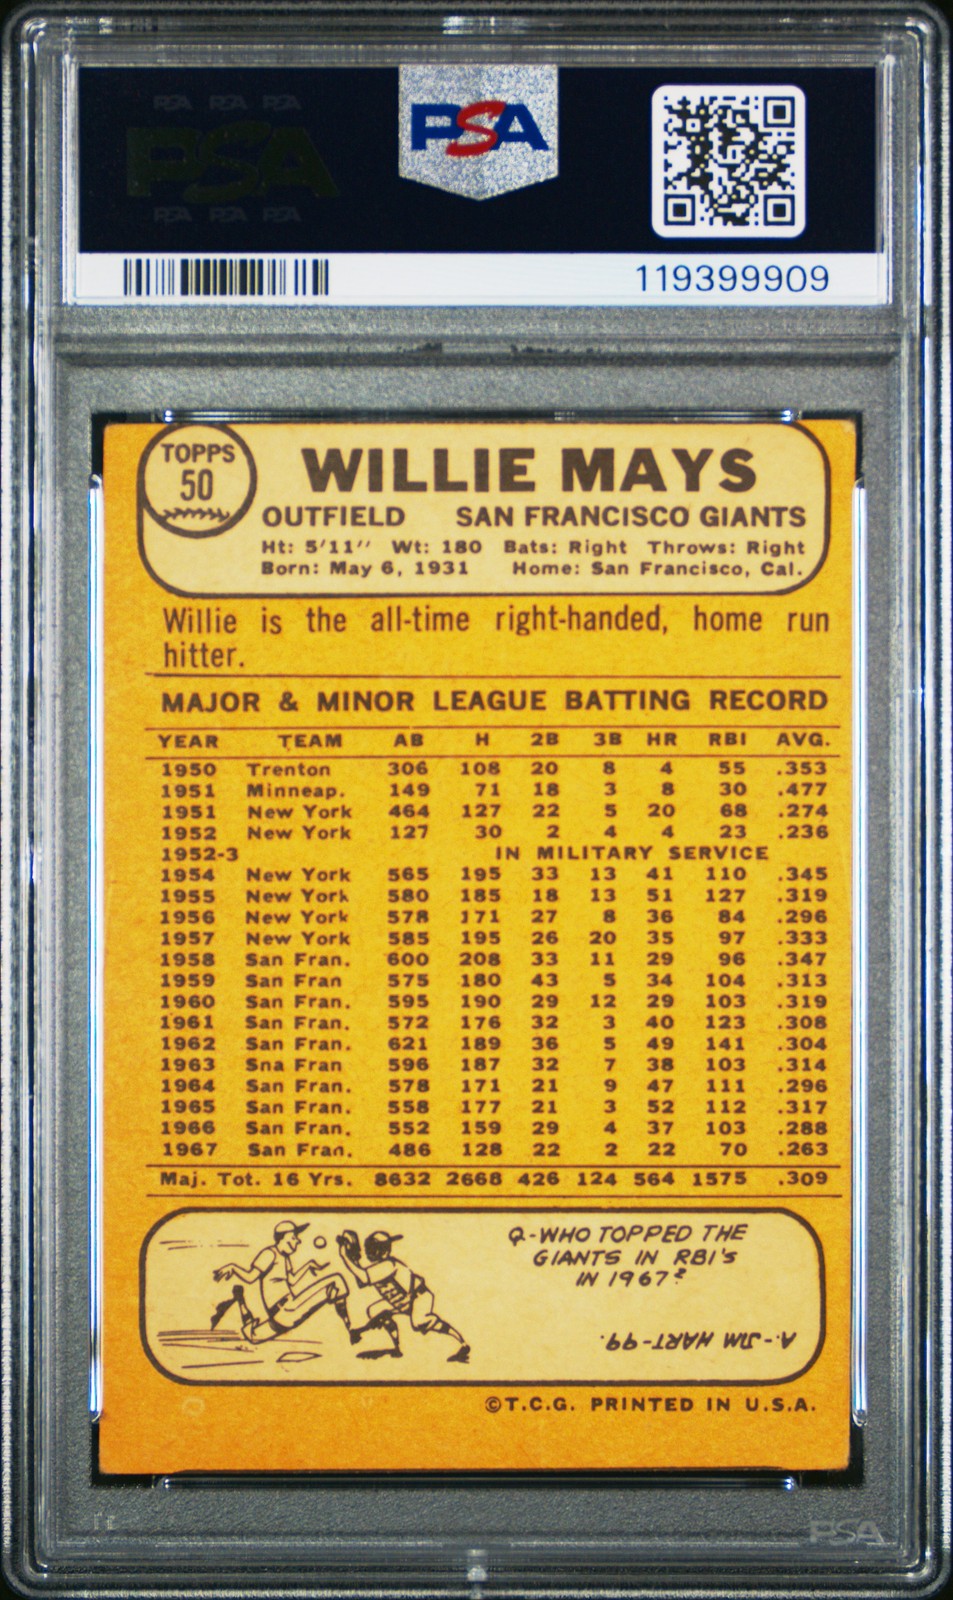 PSA PSA PSA
PSA
PSA PSA PSA
PSA
119399909
TOPPS
50
WILLIE MAYS
OUTFIELD SAN FRANCISCO GIANTS
Ht: 5'11" Wt: 180 Bats: Right Throws: Right
Born: May 6, 1931 Home: San Francisco, Cal.
Willie is the all-time right-handed, home run
hitter.
MAJOR & MINOR LEAGUE BATTING RECORD
YEAR TEAM AB H 2B 3B HR RBI AVG.
1950 Trenton 306 108 20 8 4 55 .353
1951 Minneap. 149 71 18 3 8 30 .477
1951 New York 464 127 22 5 20 68 .274
1952 New York 127 30 2 4 4 23 .236
1952-3 IN MILITARY SERVICE
1954 New York 565 195 33 13 41 110 .345
1955 New York 580 185 18 13 51 127 .319
1956 New York 578 171 27 8 36 84 .296
1957 New York 585 195 26 20 35 97 .333
1958 San Fran. 600 208 33 11 29 96 .347
1959 San Fran 575 180 43 5 34 104 .313
1960 San Fran. 595 190 29 12 29 103 .319
1961 San Fran. 572 176 32 3 40 123 .308
1962 San Fran. 621 189 36 5 49 141 .304
1963 Sna Fran 596 187 32 7 38 103 .314
1964 San Fran 578 171 21 9 47 111 .296
1965 San Fran. 558 177 21 3 52 112 .317
1966 San Fran. 552 159 29 4 37 103 .288
1967 San Fran. 486 128 22 2 22 70 .263
Maj. Tot. 16 Yrs. 8632 2668 426 124 564 1575 .309
Q-WHO TOPPED THE
GIANTS IN RBI's
IN 1967?
A-JIM HART-99.
©T.C.G. PRINTED IN U.S.A.
PSA